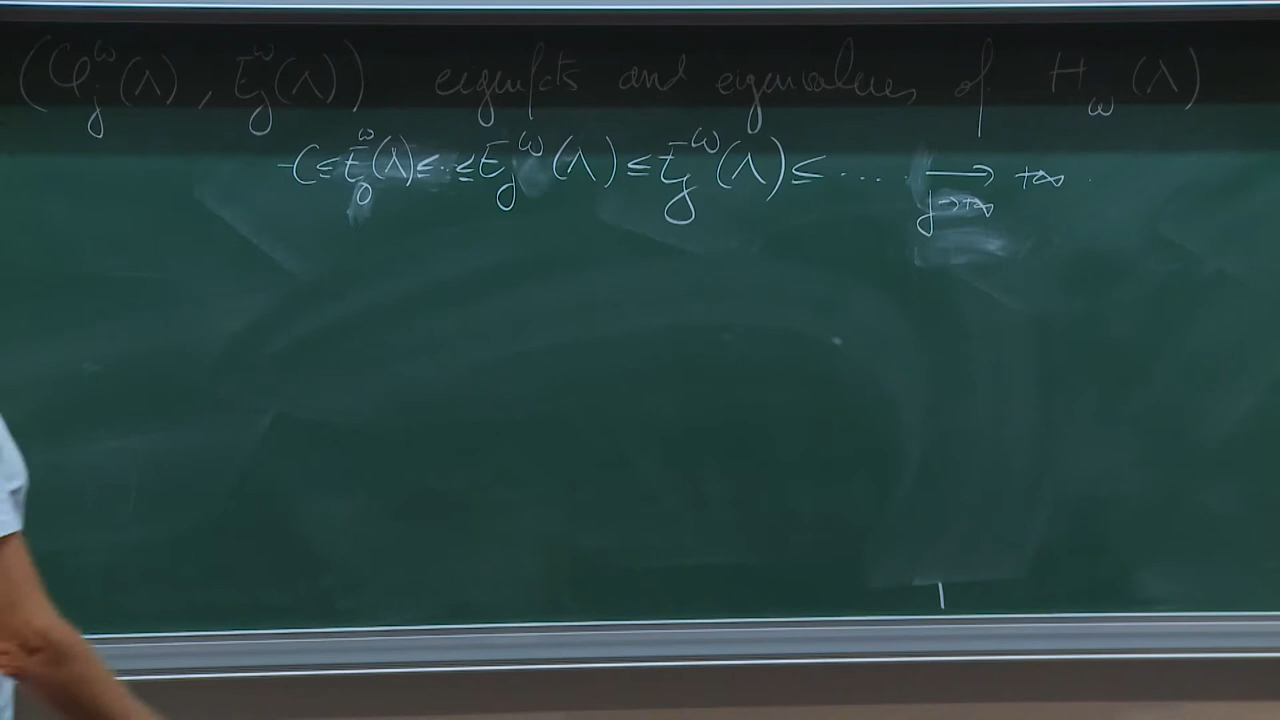 (φ_j^ω(Λ), E_j^ω(Λ)) eigenfcts and eigenvalues of H_ω(Λ)
-C ≤ E_0^ω(Λ) ≤ ... ≤ E_j^ω(Λ) ≤ E_j^ω(Λ) ≤ .... ⟶_{j→+∞} +∞